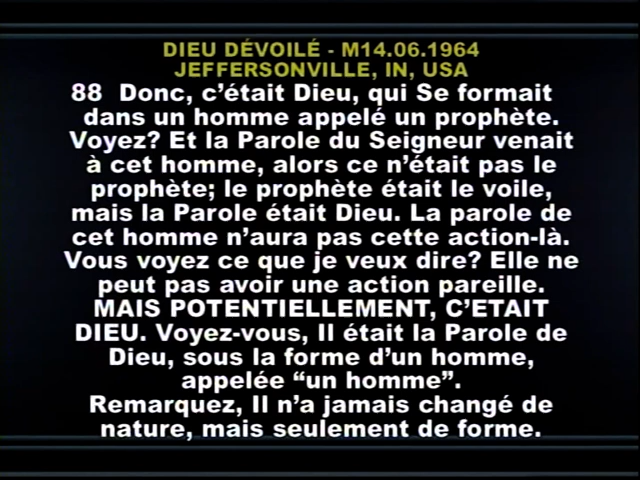 DIEU DÉVOILÉ - M14.06.1964
JEFFERSONVILLE, IN, USA
88 Donc, c’était Dieu, qui Se formait
dans un homme appelé un prophète.
Voyez? Et la Parole du Seigneur venait
à cet homme, alors ce n’était pas le
prophète; le prophète était le voile,
mais la Parole était Dieu. La parole de
cet homme n’aura pas cette action-là.
Vous voyez ce que je veux dire? Elle ne
peut pas avoir une action pareille.
MAIS POTENTIELLEMENT, C’ETAIT
DIEU. Voyez-vous, Il était la Parole de
Dieu, sous la forme d’un homme,
appelée “un homme”.
Remarquez, Il n’a jamais changé de
nature, mais seulement de forme.